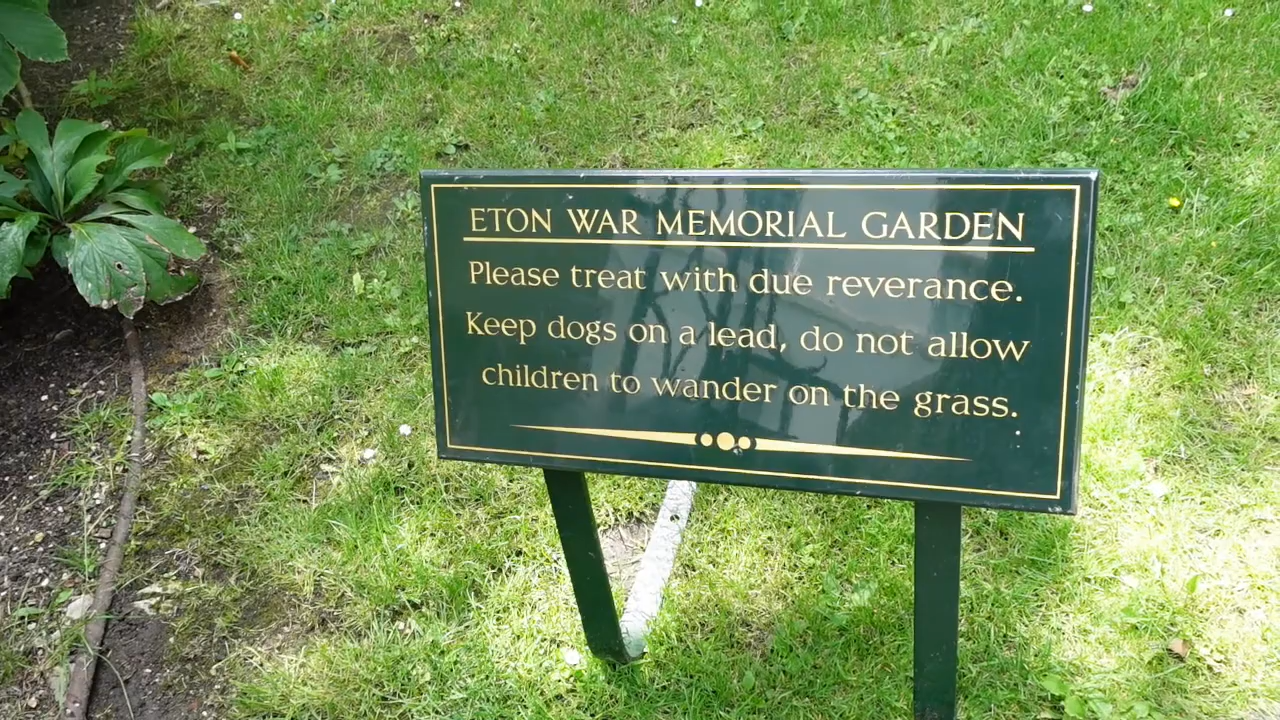 ETON WAR MEMORIAL GARDEN
Please treat with due reverance.
Keep dogs on a lead, do not allow
children to wander on the grass.